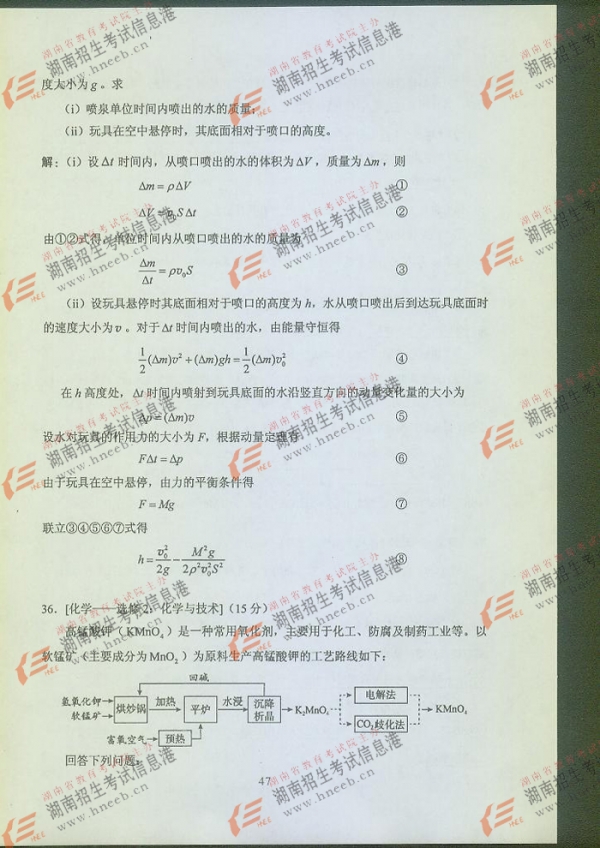 度大小为g。求
（i）喷泉单位时间内喷出的水的质量；
（ii）玩具在空中悬停时，其底面相对于喷口的高度。
解：（i）设Δt 时间内，从喷口喷出的水的体积为ΔV，质量为Δm，则
Δm = ρΔV ①
ΔV = v₀SΔt ②
由①②式得，单位时间内从喷口喷出的水的质量为
Δm/Δt = ρv₀S ③
（ii）设玩具悬停时其底面相对于喷口的高度为 h，水从喷口喷出后到达玩具底面时
的速度大小为v。对于Δt 时间内喷出的水，由能量守恒得
1/2(Δm)v² + (Δm)gh = 1/2(Δm)v₀² ④
在 h 高度处，Δt 时间内喷射到玩具底面的水沿竖直方向的动量变化量的大小为
Δp = (Δm)v ⑤
设水对玩具的作用力的大小为 F，根据动量定理有
FΔt = Δp ⑥
由于玩具在空中悬停，由力的平衡条件得
F = Mg ⑦
联立③④⑤⑥⑦式得
h = v₀²/2g − M²g/2ρ²v₀²S² ⑧
36. [化学——选修2：化学与技术]（15 分）
高锰酸钾（KMnO₄）是一种常用氧化剂，主要用于化工、防腐及制药工业等。以
软锰矿（主要成分为MnO₂）为原料生产高锰酸钾的工艺路线如下：
回碱
氢氧化钾 软锰矿 烘炒锅 加热 平炉 水浸 沉降析晶 K₂MnO₄ 电解法 CO₂歧化法 KMnO₄
富氧空气 预热
回答下列问题：
47
湖南省教育考试院主办
湖南招生考试信息港
www.hneeb.cn
HNEE